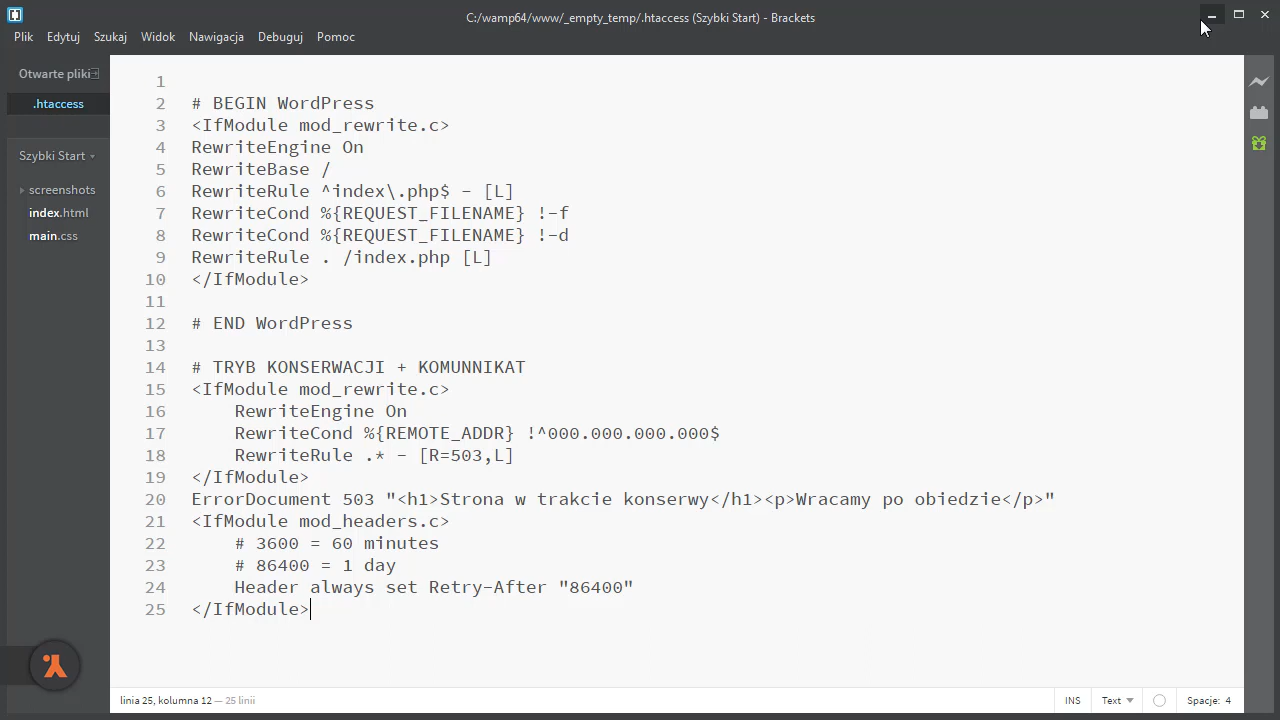 C:/wamp64/www/_empty_temp/.htaccess (Szybki Start) - Brackets
Plik Edytuj Szukaj Widok Nawigacja Debuguj Pomoc
Otwarte pliki
.htaccess
Szybki Start
screenshots
index.html
main.css
1
2 # BEGIN WordPress
3 <IfModule mod_rewrite.c>
4 RewriteEngine On
5 RewriteBase /
6 RewriteRule ^index\.php$ - [L]
7 RewriteCond %{REQUEST_FILENAME} !-f
8 RewriteCond %{REQUEST_FILENAME} !-d
9 RewriteRule . /index.php [L]
10 </IfModule>
11
12 # END WordPress
13
14 # TRYB KONSERWACJI + KOMUNNIKAT
15 <IfModule mod_rewrite.c>
16     RewriteEngine On
17     RewriteCond %{REMOTE_ADDR} !^000.000.000.000$
18     RewriteRule .* - [R=503,L]
19 </IfModule>
20 ErrorDocument 503 "<h1>Strona w trakcie konserwy</h1><p>Wracamy po obiedzie</p>"
21 <IfModule mod_headers.c>
22     # 3600 = 60 minutes
23     # 86400 = 1 day
24     Header always set Retry-After "86400"
25 </IfModule>
linia 25, kolumna 12 — 25 linii INS Text Spacje: 4